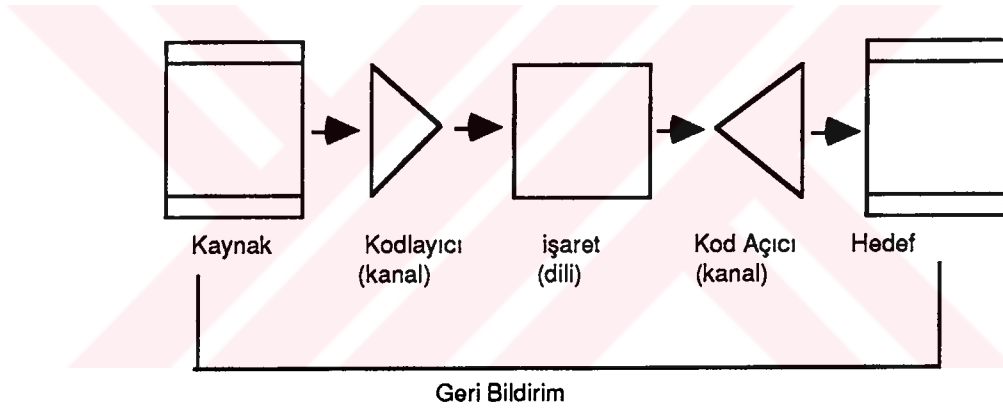 Kaynak
Kodlayıcı
(kanal)
işaret
(dili)
Kod Açıcı
(kanal)
Hedef
Geri Bildirim